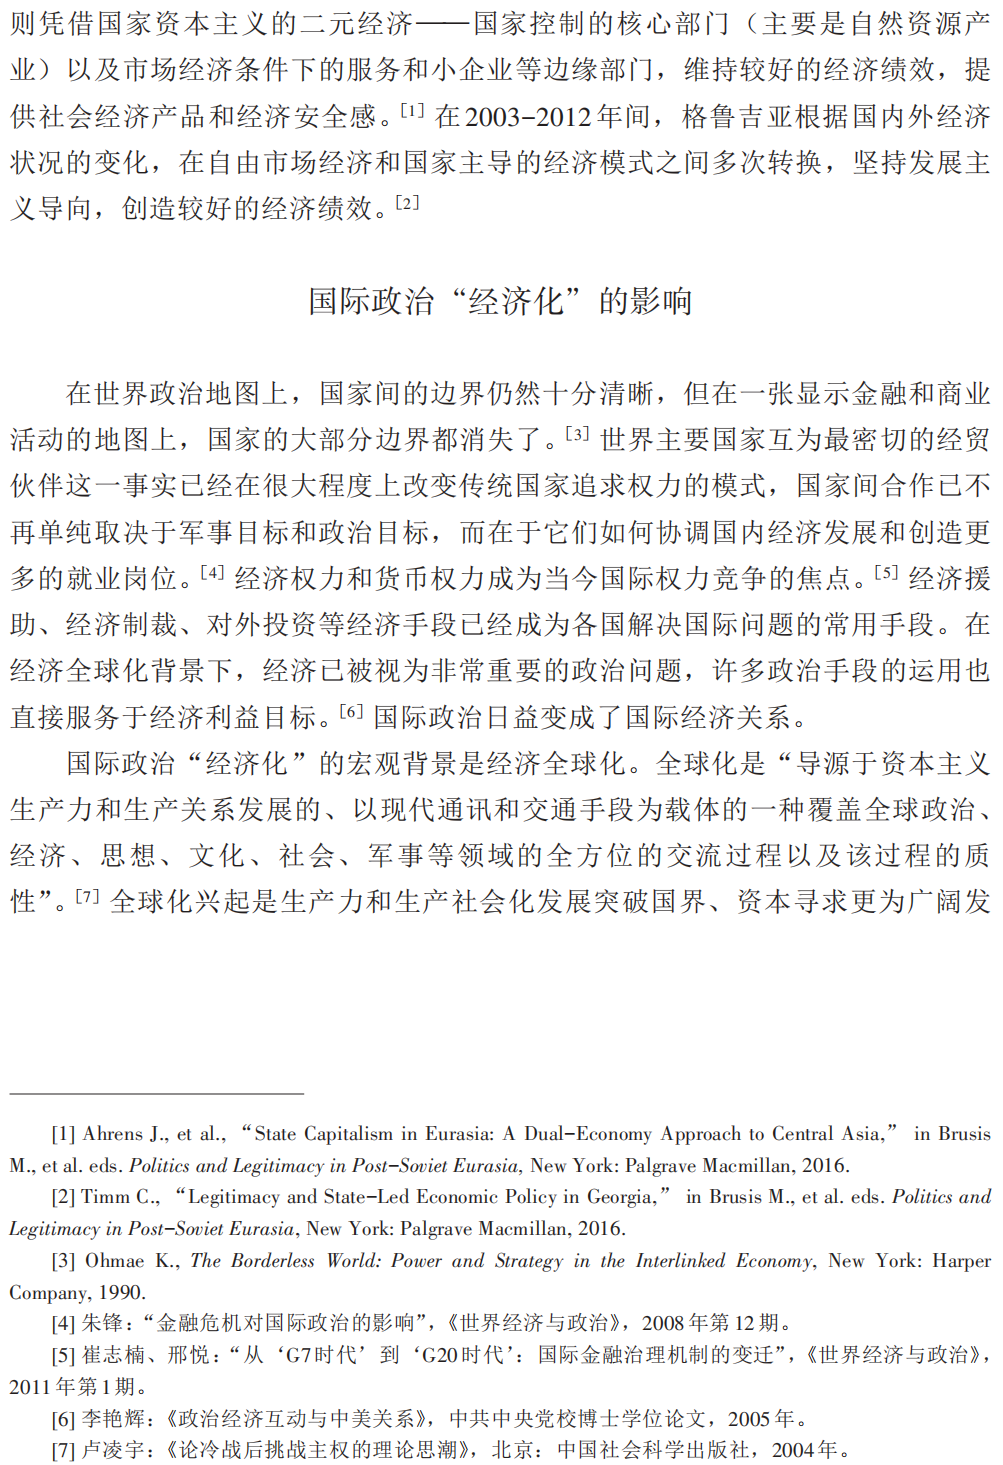 则凭借国家资本主义的二元经济——国家控制的核心部门（主要是自然资源产
业）以及市场经济条件下的服务和小企业等边缘部门，维持较好的经济绩效，提
供社会经济产品和经济安全感。[1] 在2003-2012年间，格鲁吉亚根据国内外经济
状况的变化，在自由市场经济和国家主导的经济模式之间多次转换，坚持发展主
义导向，创造较好的经济绩效。[2]
国际政治“经济化”的影响
在世界政治地图上，国家间的边界仍然十分清晰，但在一张显示金融和商业
活动的地图上，国家的大部分边界都消失了。[3] 世界主要国家互为最密切的经贸
伙伴这一事实已经在很大程度上改变传统国家追求权力的模式，国家间合作已不
再单纯取决于军事目标和政治目标，而在于它们如何协调国内经济发展和创造更
多的就业岗位。[4] 经济权力和货币权力成为当今国际权力竞争的焦点。[5] 经济援
助、经济制裁、对外投资等经济手段已经成为各国解决国际问题的常用手段。在
经济全球化背景下，经济已被视为非常重要的政治问题，许多政治手段的运用也
直接服务于经济利益目标。[6] 国际政治日益变成了国际经济关系。
国际政治“经济化”的宏观背景是经济全球化。全球化是“导源于资本主义
生产力和生产关系发展的、以现代通讯和交通手段为载体的一种覆盖全球政治、
经济、思想、文化、社会、军事等领域的全方位的交流过程以及该过程的质
性”。[7] 全球化兴起是生产力和生产社会化发展突破国界、资本寻求更为广阔发
[1] Ahrens J., et al., “State Capitalism in Eurasia: A Dual-Economy Approach to Central Asia,” in Brusis
M., et al. eds. Politics and Legitimacy in Post-Soviet Eurasia, New York: Palgrave Macmillan, 2016.
[2] Timm C., “Legitimacy and State-Led Economic Policy in Georgia,” in Brusis M., et al. eds. Politics and
Legitimacy in Post-Soviet Eurasia, New York: Palgrave Macmillan, 2016.
[3] Ohmae K., The Borderless World: Power and Strategy in the Interlinked Economy, New York: Harper
Company, 1990.
[4] 朱锋：“金融危机对国际政治的影响”，《世界经济与政治》，2008年第12期。
[5] 崔志楠、邢悦：“从‘G7时代’到‘G20时代’：国际金融治理机制的变迁”，《世界经济与政治》，
2011年第1期。
[6] 李艳辉：《政治经济互动与中美关系》，中共中央党校博士学位论文，2005年。
[7] 卢凌宇：《论冷战后挑战主权的理论思潮》，北京：中国社会科学出版社，2004年。